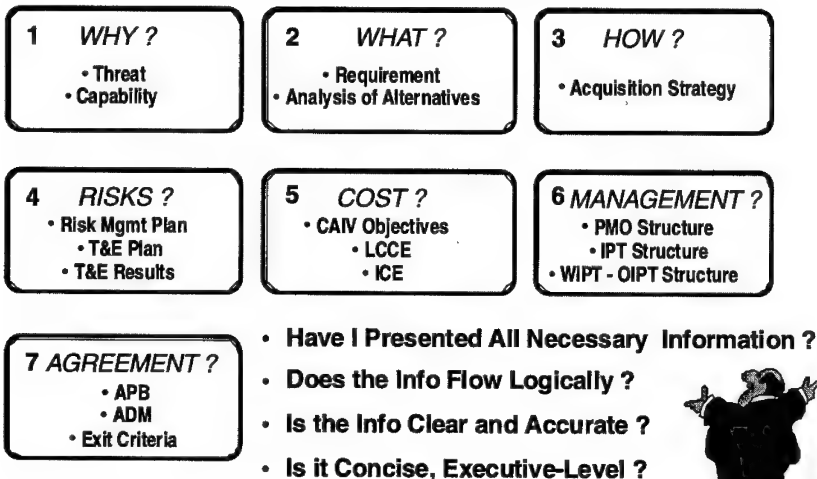 1 WHY ?
• Threat
• Capability
2 WHAT ?
• Requirement
• Analysis of Alternatives
3 HOW ?
• Acquisition Strategy
4 RISKS ?
• Risk Mgmt Plan
• T&E Plan
• T&E Results
5 COST ?
• CAIV Objectives
• LCCE
• ICE
6 MANAGEMENT ?
• PMO Structure
• IPT Structure
• WIPT - OIPT Structure
7 AGREEMENT ?
• APB
• ADM
• Exit Criteria
• Have I Presented All Necessary Information ?
• Does the Info Flow Logically ?
• Is the Info Clear and Accurate ?
• Is it Concise, Executive-Level ?